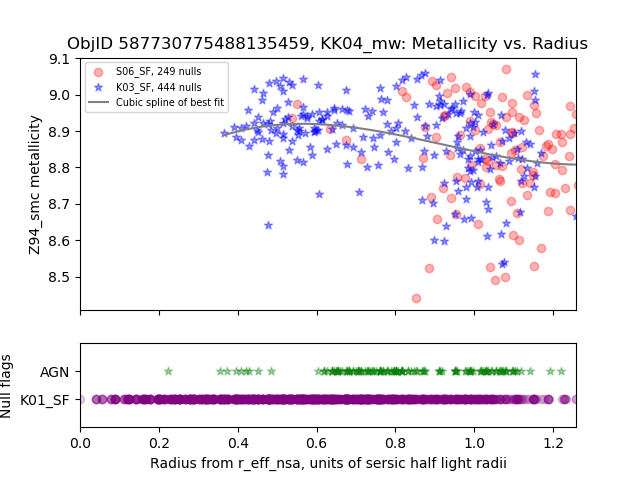 ObjID 587730775488135459, KK04_mw: Metallicity vs. Radius
S06_SF, 249 nulls
K03_SF, 444 nulls
Cubic spline of best fit
Z94_smc metallicity
9.1
9.0
8.9
8.8
8.7
8.6
8.5
Null flags
AGN
K01_SF
0.0 0.2 0.4 0.6 0.8 1.0 1.2
Radius from r_eff_nsa, units of sersic half light radii